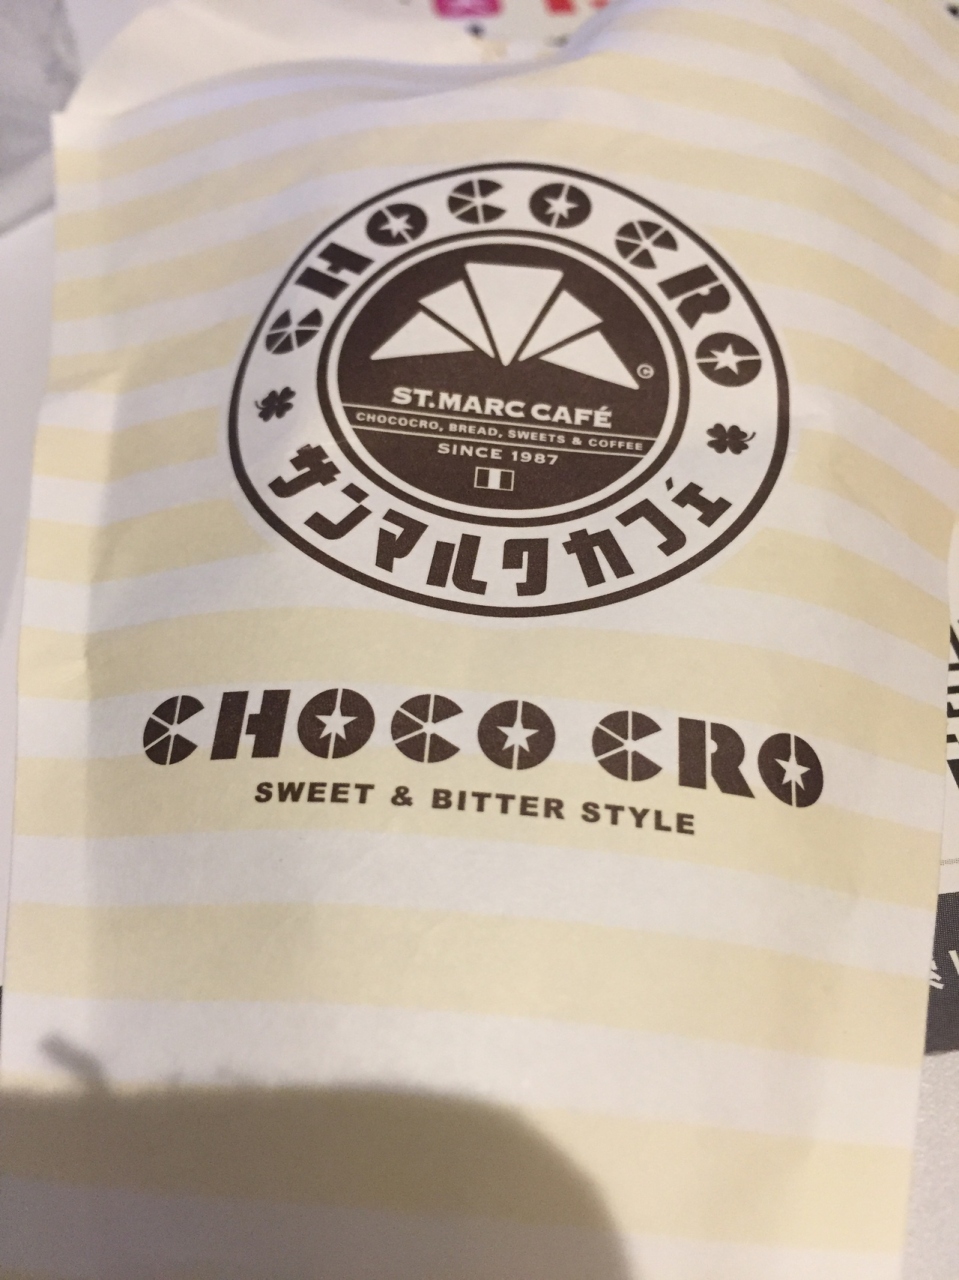 CHOCOCRO
ST.MARC CAFÉ
CHOCOCRO, BREAD, SWEETS & COFFEE
SINCE 1987
サンマルクカフェ
CHOCO CRO
SWEET & BITTER STYLE